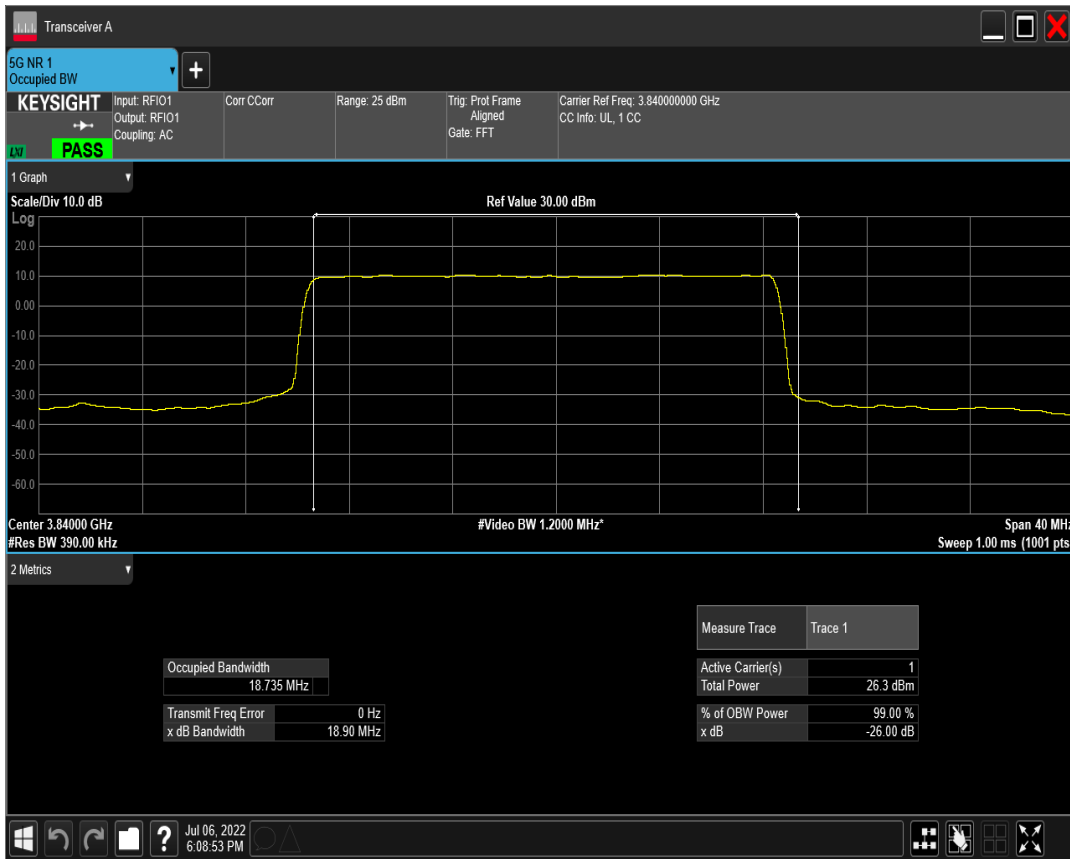 Transceiver A
5G NR 1
Occupied BW
+
KEYSIGHT
LXI
PASS
Input: RFIO1
Output: RFIO1
Coupling: AC
Corr CCorr
Range: 25 dBm
Trig: Prot Frame
Aligned
Gate: FFT
Carrier Ref Freq: 3.840000000 GHz
CC Info: UL, 1 CC
1 Graph
Scale/Div 10.0 dB
Ref Value 30.00 dBm
Log
20.0
10.0
0.00
-10.0
-20.0
-30.0
-40.0
-50.0
-60.0
Center 3.84000 GHz
#Video BW 1.2000 MHz*
Span 40 MHz
#Res BW 390.00 kHz
Sweep 1.00 ms (1001 pts
2 Metrics
Measure Trace Trace 1
Occupied Bandwidth
18.735 MHz
Active Carrier(s) 1
Total Power 26.3 dBm
Transmit Freq Error 0 Hz
x dB Bandwidth 18.90 MHz
% of OBW Power 99.00 %
x dB -26.00 dB
?
Jul 06, 2022
6:08:53 PM